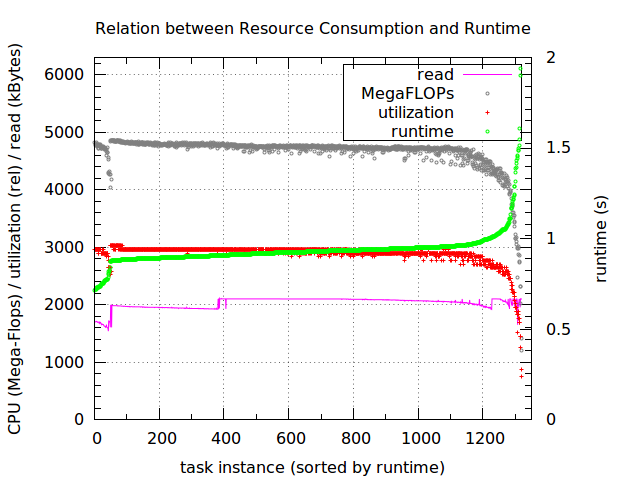 Relation between Resource Consumption and Runtime
CPU (Mega-Flops) / utilization (rel) / read (kBytes)
6000
5000
4000
3000
2000
1000
0
read
MegaFLOPs
utilization
runtime
2
1.5
1
0.5
0
runtime (s)
0 200 400 600 800 1000 1200
task instance (sorted by runtime)